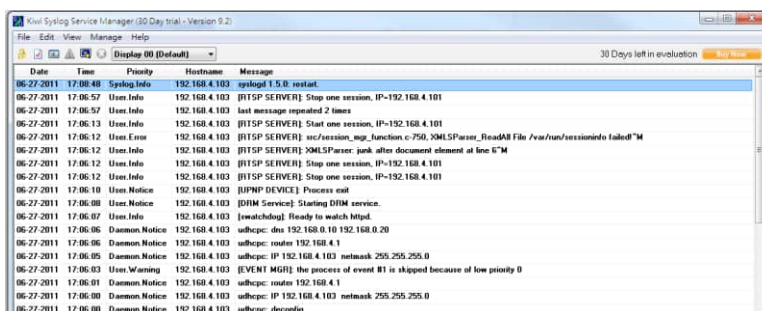 Kiwi Syslog Service Manager (30 Day trial - Version 9.2)
File Edit View Manage Help
Display 00 (Default) 30 Days left in evaluation Buy Now
Date Time Priority Hostname Message
06-27-2011 17:08:48 Syslog.Info 192.168.4.103 syslogd 1.5.0: restart.
06-27-2011 17:06:57 User.Info 192.168.4.103 [RTSP SERVER]: Stop one session, IP=192.168.4.101
06-27-2011 17:06:57 User.Info 192.168.4.103 last message repeated 2 times
06-27-2011 17:06:13 User.Info 192.168.4.103 [RTSP SERVER]: Start one session, IP=192.168.4.101
06-27-2011 17:06:12 User.Error 192.168.4.103 [RTSP SERVER]: src/session_mgr_function.c-750, XMLSParser_ReadAll File /var/run/sessioninfo failed!^M
06-27-2011 17:06:12 User.Info 192.168.4.103 [RTSP SERVER]: XMLSParser: junk after document element at line 6^M
06-27-2011 17:06:12 User.Info 192.168.4.103 [RTSP SERVER]: Stop one session, IP=192.168.4.101
06-27-2011 17:06:12 User.Info 192.168.4.103 [RTSP SERVER]: Stop one session, IP=192.168.4.101
06-27-2011 17:06:10 User.Notice 192.168.4.103 [UPNP DEVICE]: Process exit
06-27-2011 17:06:08 User.Notice 192.168.4.103 [DRM Service]: Starting DRM service.
06-27-2011 17:06:07 User.Info 192.168.4.103 [swatchdog]: Ready to watch httpd.
06-27-2011 17:06:06 Daemon.Notice 192.168.4.103 udhcpc: dns 192.168.0.10 192.168.0.20
06-27-2011 17:06:06 Daemon.Notice 192.168.4.103 udhcpc: router 192.168.4.1
06-27-2011 17:06:05 Daemon.Notice 192.168.4.103 udhcpc: IP 192.168.4.103 netmask 255.255.255.0
06-27-2011 17:06:03 User.Warning 192.168.4.103 [EVENT MGR]: the process of event #1 is skipped because of low priority 0
06-27-2011 17:06:01 Daemon.Notice 192.168.4.103 udhcpc: router 192.168.4.1
06-27-2011 17:06:00 Daemon.Notice 192.168.4.103 udhcpc: IP 192.168.4.103 netmask 255.255.255.0
06-27-2011 17:06:00 Daemon.Notice 192.168.4.103 udhcpc: deconfig